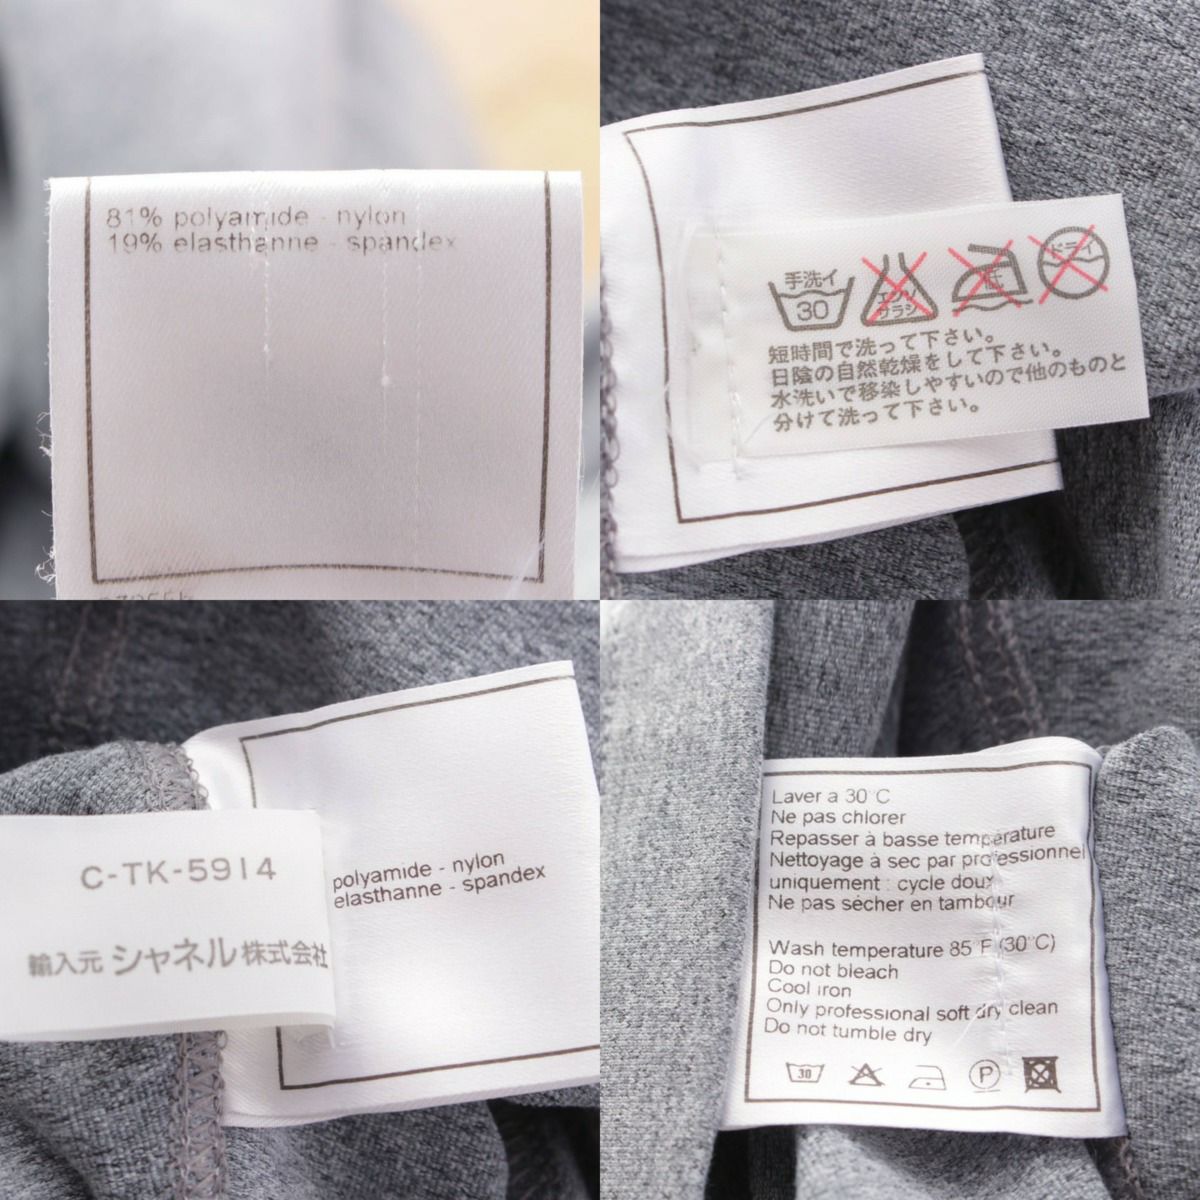 81% polyamide - nylon
19% elasthanne - spandex
手洗イ
30
エンソ
サラシ
ドライ
短時間で洗って下さい。
日陰の自然乾燥をして下さい。
水洗いで移染しやすいので他のものと
分けて洗って下さい。
C-TK-5914
輸入元 シャネル株式会社
polyamide - nylon
elasthanne - spandex
Laver a 30°C
Ne pas chlorer
Repasser à basse température
Nettoyage à sec par professionnel
uniquement : cycle doux
Ne pas sècher en tambour
Wash temperature 85°F (30°C)
Do not bleach
Cool iron
Only professional soft dry clean
Do not tumble dry
30
P